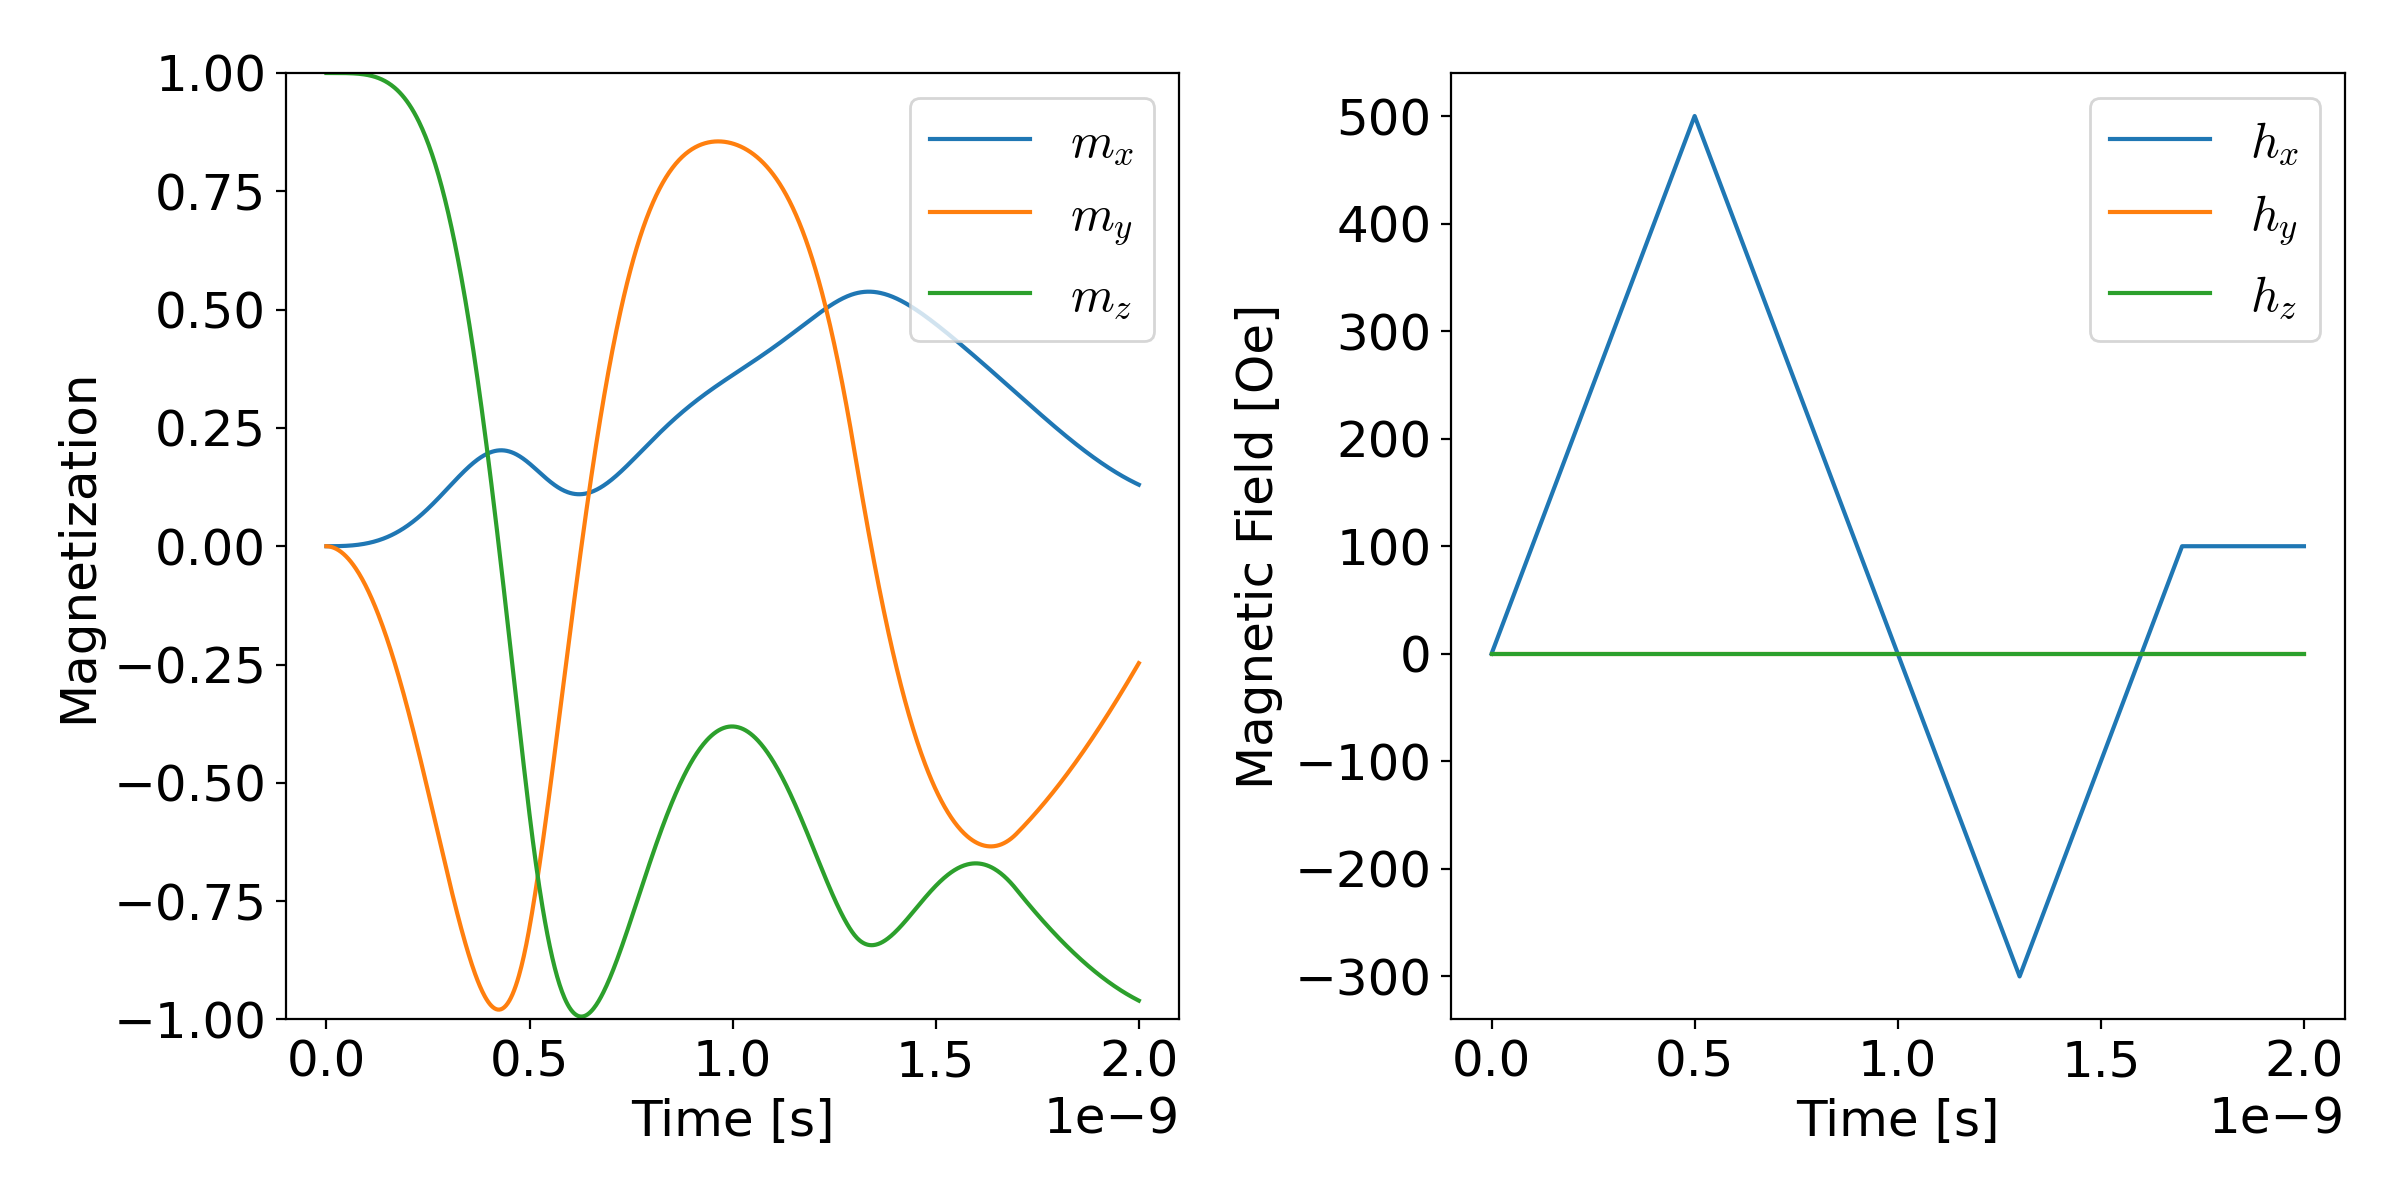 Magnetization
1.00
0.75
0.50
0.25
0.00
−0.25
−0.50
−0.75
−1.00
m_x
m_y
m_z
0.0 0.5 1.0 1.5 2.0
Time [s]
1e−9
Magnetic Field [Oe]
500
400
300
200
100
0
−100
−200
−300
h_x
h_y
h_z
0.0 0.5 1.0 1.5 2.0
Time [s]
1e−9